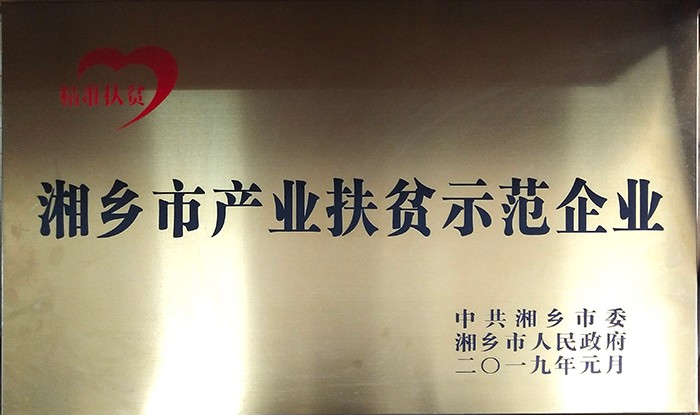 精准扶贫
湘乡市产业扶贫示范企业
中共湘乡市委
湘乡市人民政府
二〇一九年元月